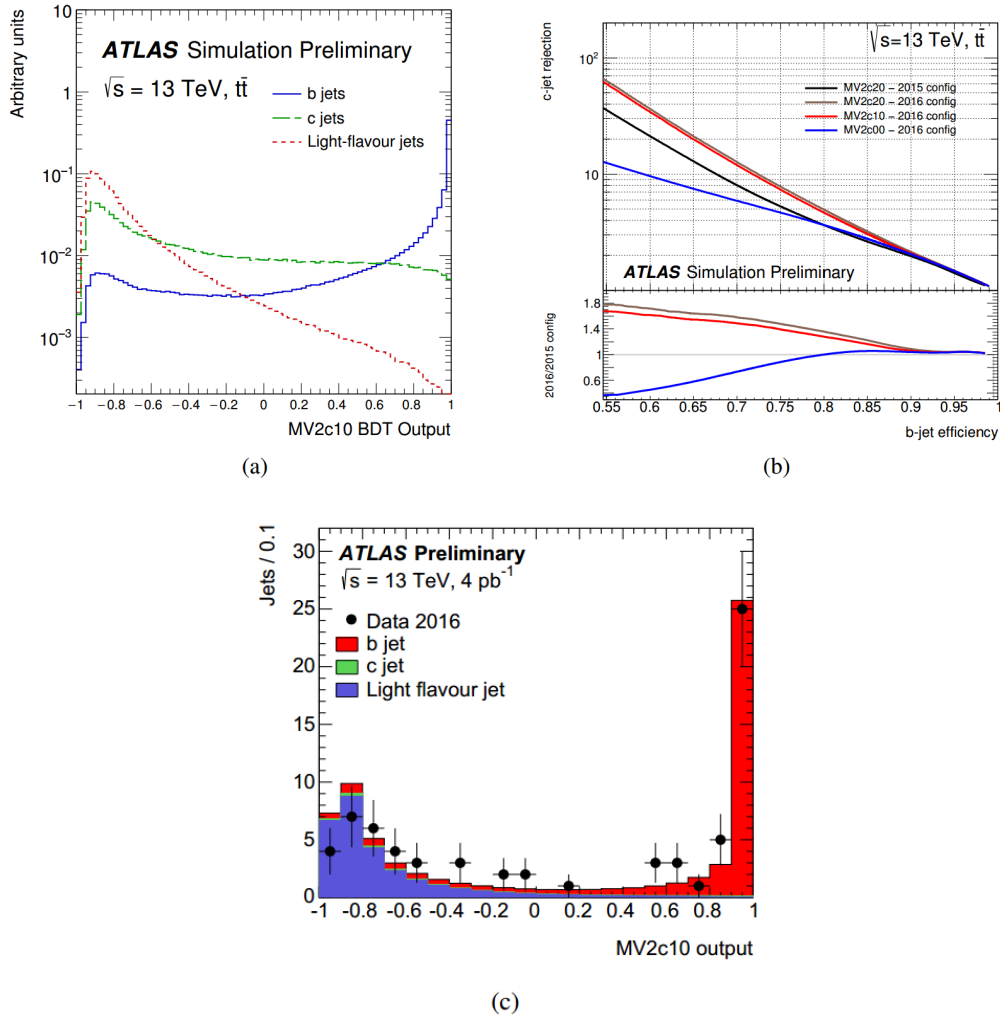 Arbitrary units
10
1
10⁻¹
10⁻²
10⁻³
ATLAS Simulation Preliminary
√s = 13 TeV, tt̄
b jets
c jets
Light-flavour jets
−1 −0.8 −0.6 −0.4 −0.2 0 0.2 0.4 0.6 0.8 1
MV2c10 BDT Output
(a)
c-jet rejection
10²
10
√s=13 TeV, tt̄
MV2c20 − 2015 config
MV2c20 − 2016 config
MV2c10 − 2016 config
MV2c00 − 2016 config
ATLAS Simulation Preliminary
2016/2015 config
1.8
1.4
1
0.6
0.55 0.6 0.65 0.7 0.75 0.8 0.85 0.9 0.95 1
b-jet efficiency
(b)
Jets / 0.1
30
25
20
15
10
5
0
ATLAS Preliminary
√s = 13 TeV, 4 pb⁻¹
Data 2016
b jet
c jet
Light flavour jet
-1 -0.8 -0.6 -0.4 -0.2 0 0.2 0.4 0.6 0.8 1
MV2c10 output
(c)